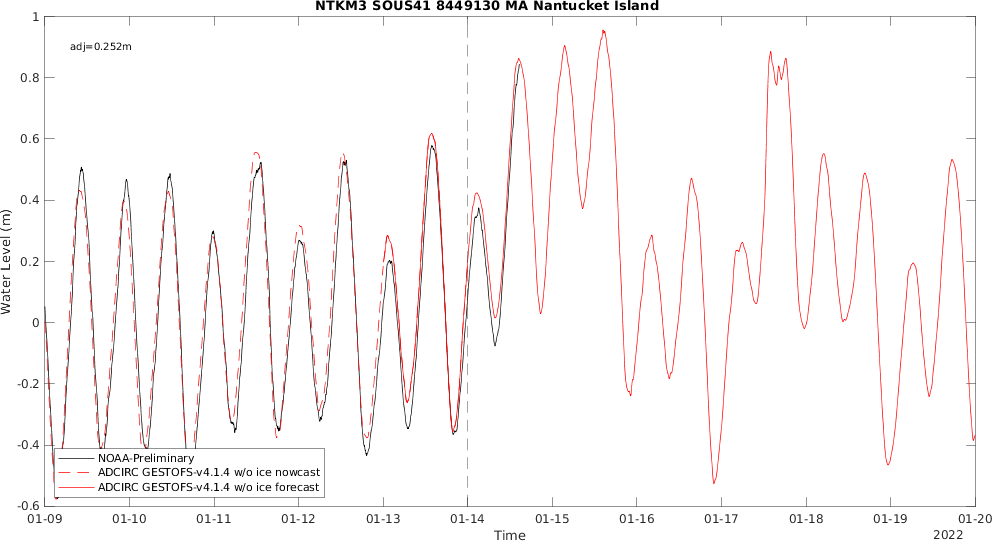 NTKM3 SOUS41 8449130 MA Nantucket Island
adj=0.252m
Water Level (m)
1
0.8
0.6
0.4
0.2
0
-0.2
-0.4
-0.6
NOAA-Preliminary
ADCIRC GESTOFS-v4.1.4 w/o ice nowcast
ADCIRC GESTOFS-v4.1.4 w/o ice forecast
01-09 01-10 01-11 01-12 01-13 01-14 01-15 01-16 01-17 01-18 01-19 01-20
Time
2022